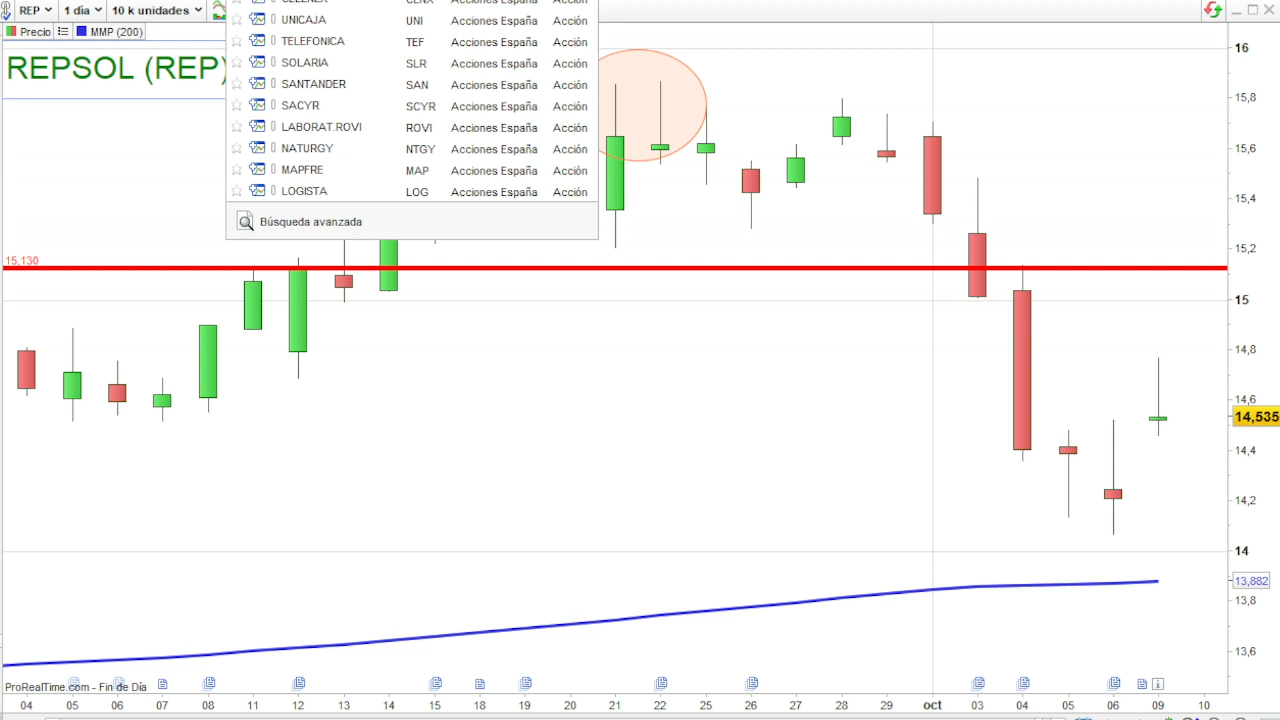 REP 1 día 10 k unidades
Precio MMP (200)
REPSOL (REP)
UNICAJA UNI Acciones España Acción
TELEFONICA TEF Acciones España Acción
SOLARIA SLR Acciones España Acción
SANTANDER SAN Acciones España Acción
SACYR SCYR Acciones España Acción
LABORAT.ROVI ROVI Acciones España Acción
NATURGY NTGY Acciones España Acción
MAPFRE MAP Acciones España Acción
LOGISTA LOG Acciones España Acción
Búsqueda avanzada
15,130
16
15,8
15,6
15,4
15,2
15
14,8
14,6
14,535
14,4
14,2
14
13,882
13,8
13,6
ProRealTime.com - Fin de Día
04 05 06 07 08 11 12 13 14 15 18 19 20 21 22 25 26 27 28 29 oct 03 04 05 06 09 10